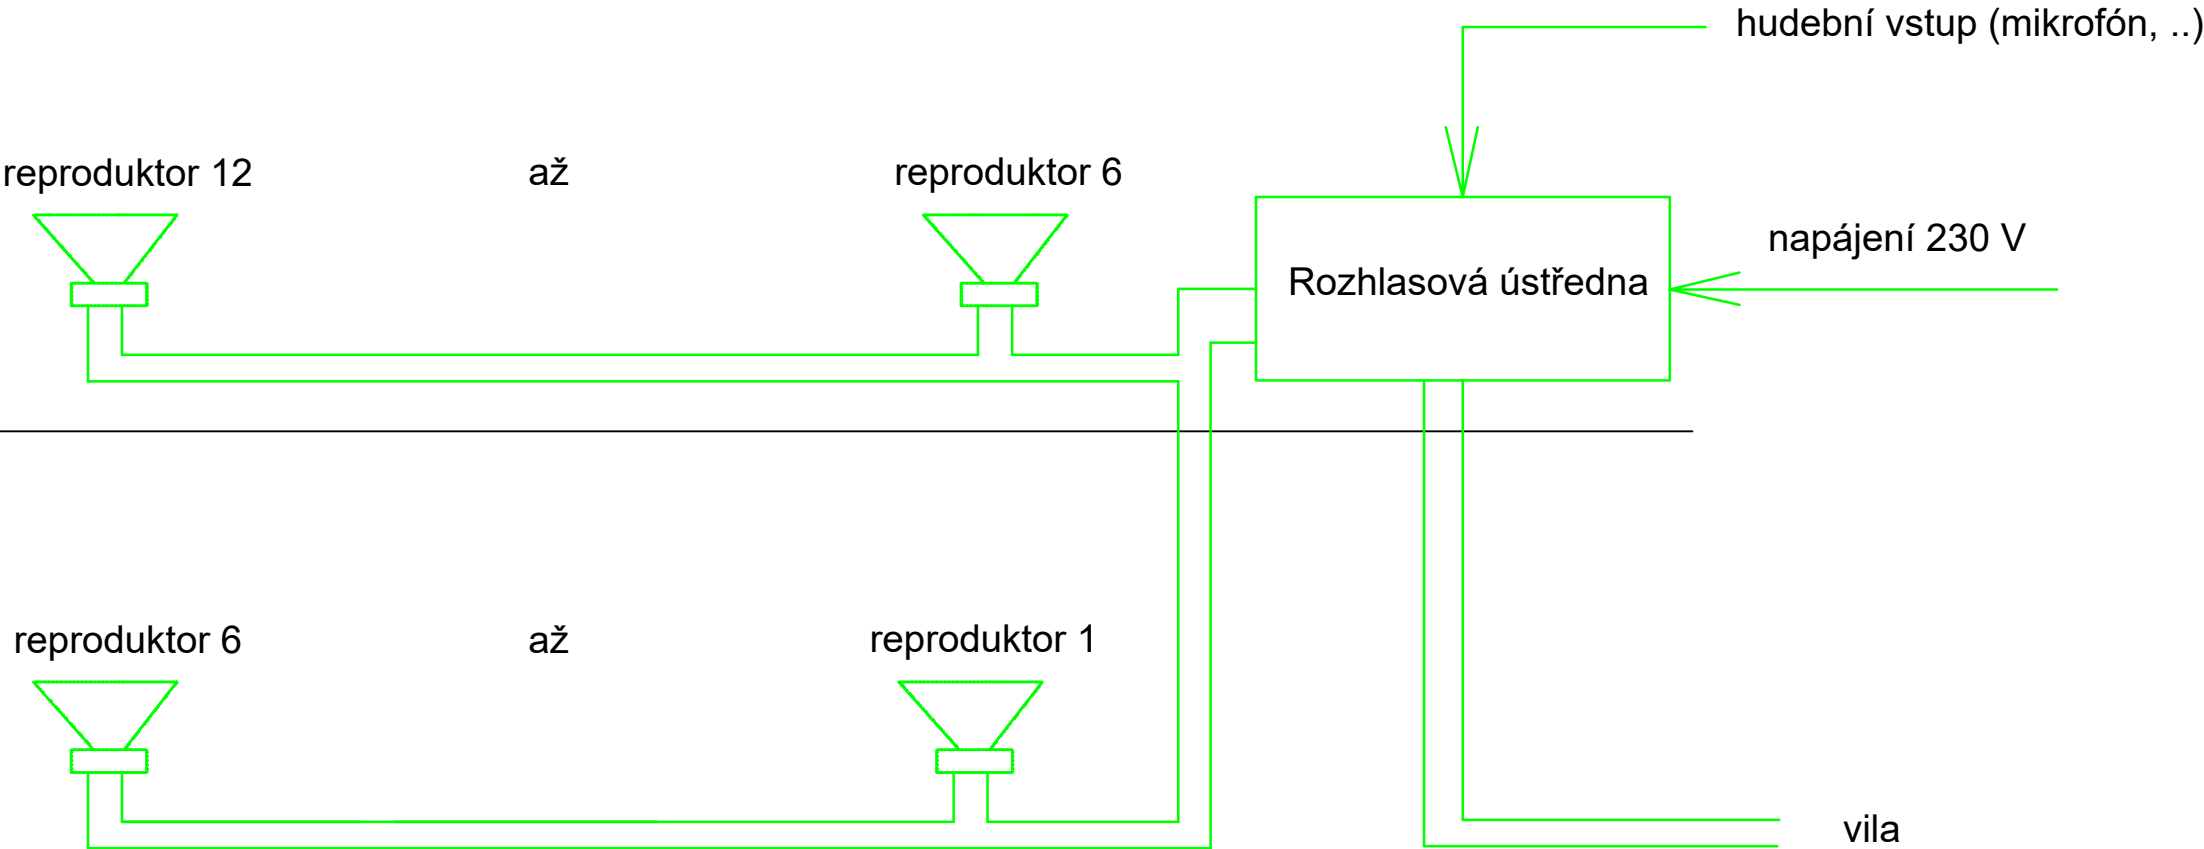 hudební vstup (mikrofón, ..)
reproduktor 12
až
reproduktor 6
napájení 230 V
Rozhlasová ústředna
reproduktor 6
až
reproduktor 1
vila